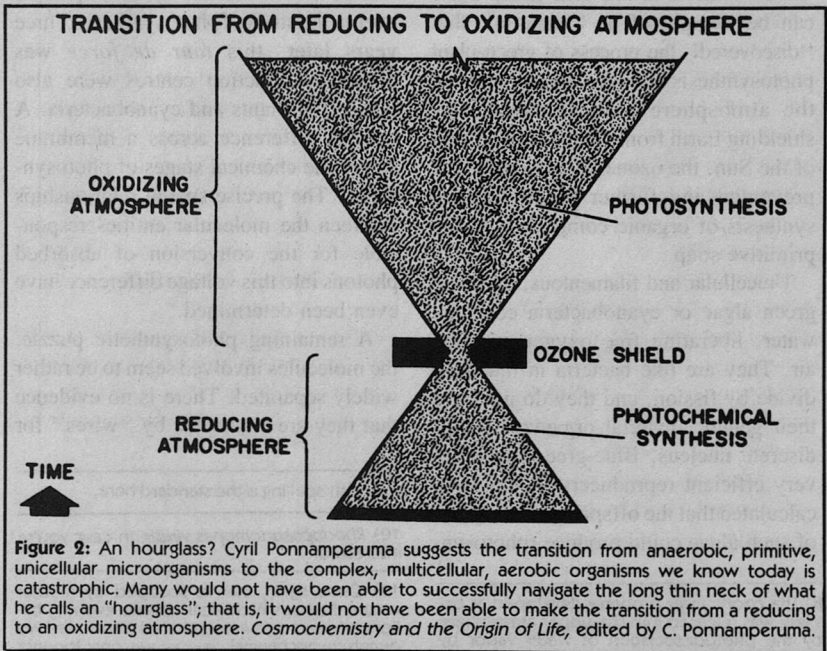 TRANSITION FROM REDUCING TO OXIDIZING ATMOSPHERE
OXIDIZING
ATMOSPHERE
PHOTOSYNTHESIS
OZONE SHIELD
REDUCING
ATMOSPHERE
PHOTOCHEMICAL
SYNTHESIS
TIME
Figure 2: An hourglass? Cyril Ponnamperuma suggests the transition from anaerobic, primitive,
unicellular microorganisms to the complex, multicellular, aerobic organisms we know today is
catastrophic. Many would not have been able to successfully navigate the long thin neck of what
he calls an "hourglass"; that is, it would not have been able to make the transition from a reducing
to an oxidizing atmosphere. Cosmochemistry and the Origin of Life, edited by C. Ponnamperuma.